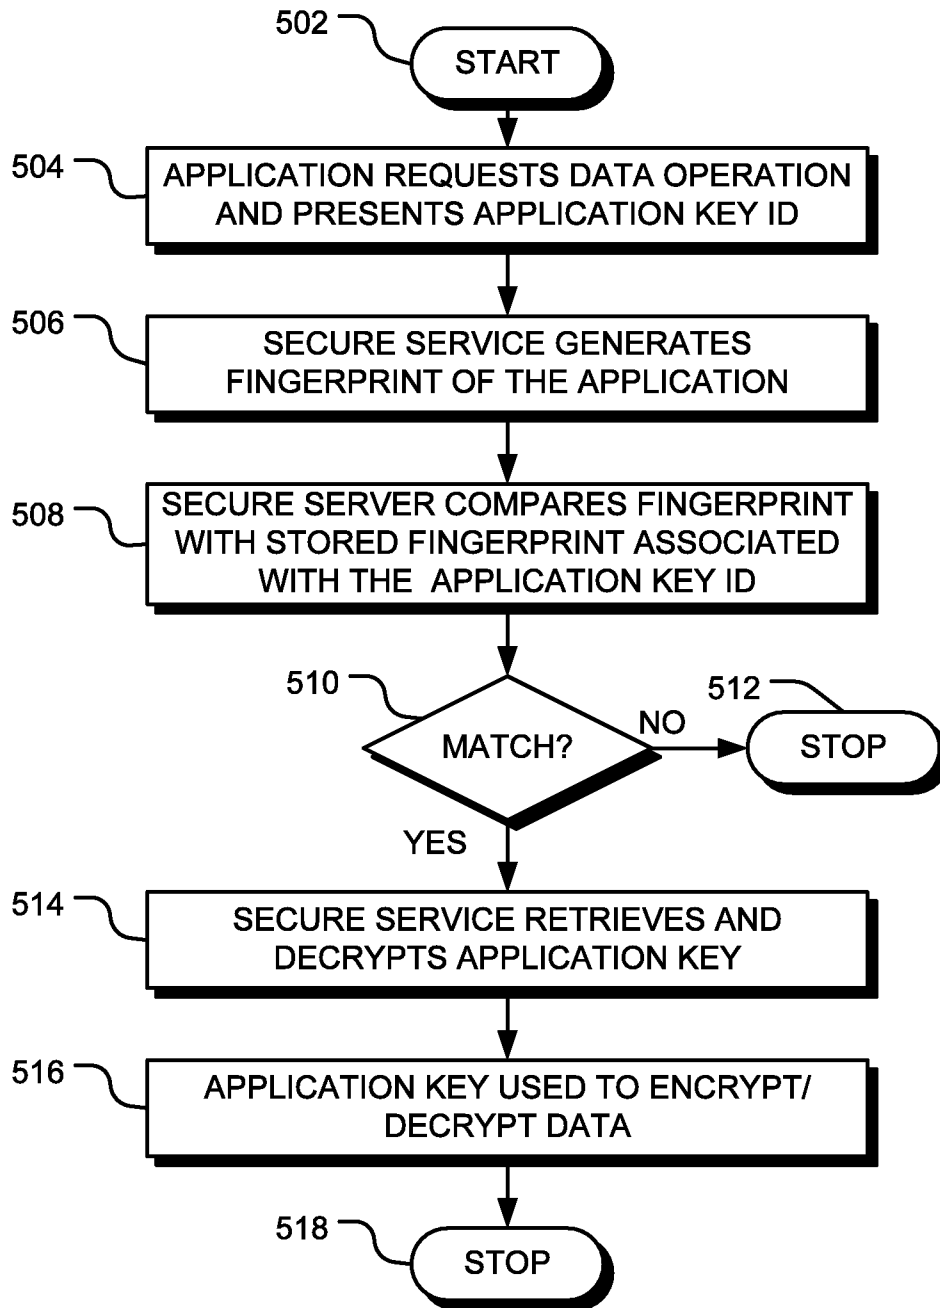 502
START
504
APPLICATION REQUESTS DATA OPERATION
AND PRESENTS APPLICATION KEY ID
506
SECURE SERVICE GENERATES
FINGERPRINT OF THE APPLICATION
508
SECURE SERVER COMPARES FINGERPRINT
WITH STORED FINGERPRINT ASSOCIATED
WITH THE APPLICATION KEY ID
510
MATCH?
NO
512
STOP
YES
514
SECURE SERVICE RETRIEVES AND
DECRYPTS APPLICATION KEY
516
APPLICATION KEY USED TO ENCRYPT/
DECRYPT DATA
518
STOP